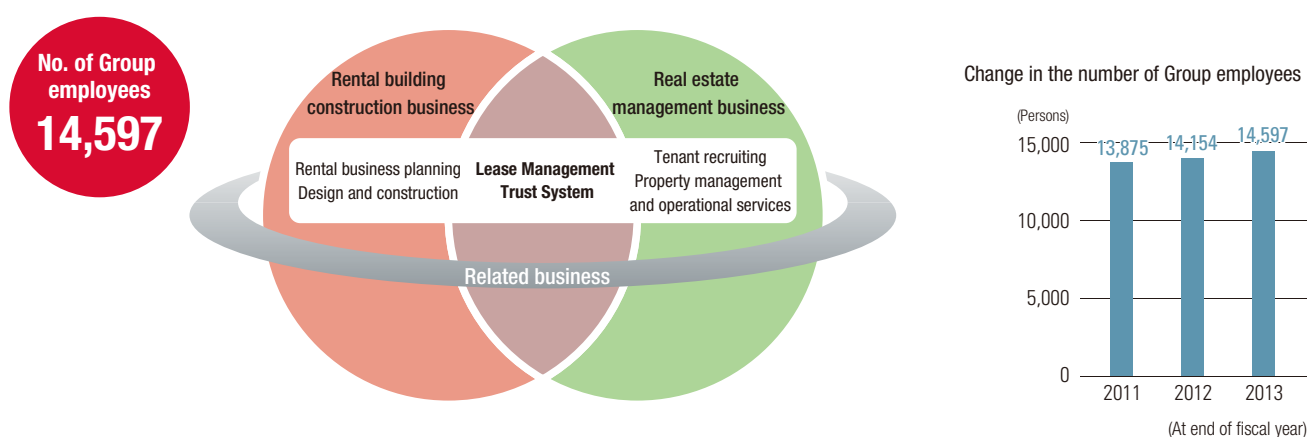 No. of Group
employees
14,597
Rental building
construction business
Real estate
management business
Rental business planning
Design and construction
Lease Management
Trust System
Tenant recruiting
Property management
and operational services
Related business
Change in the number of Group employees
(Persons)
15,000
10,000
5,000
0
13,875
14,154
14,597
2011
2012
2013
(At end of fiscal year)